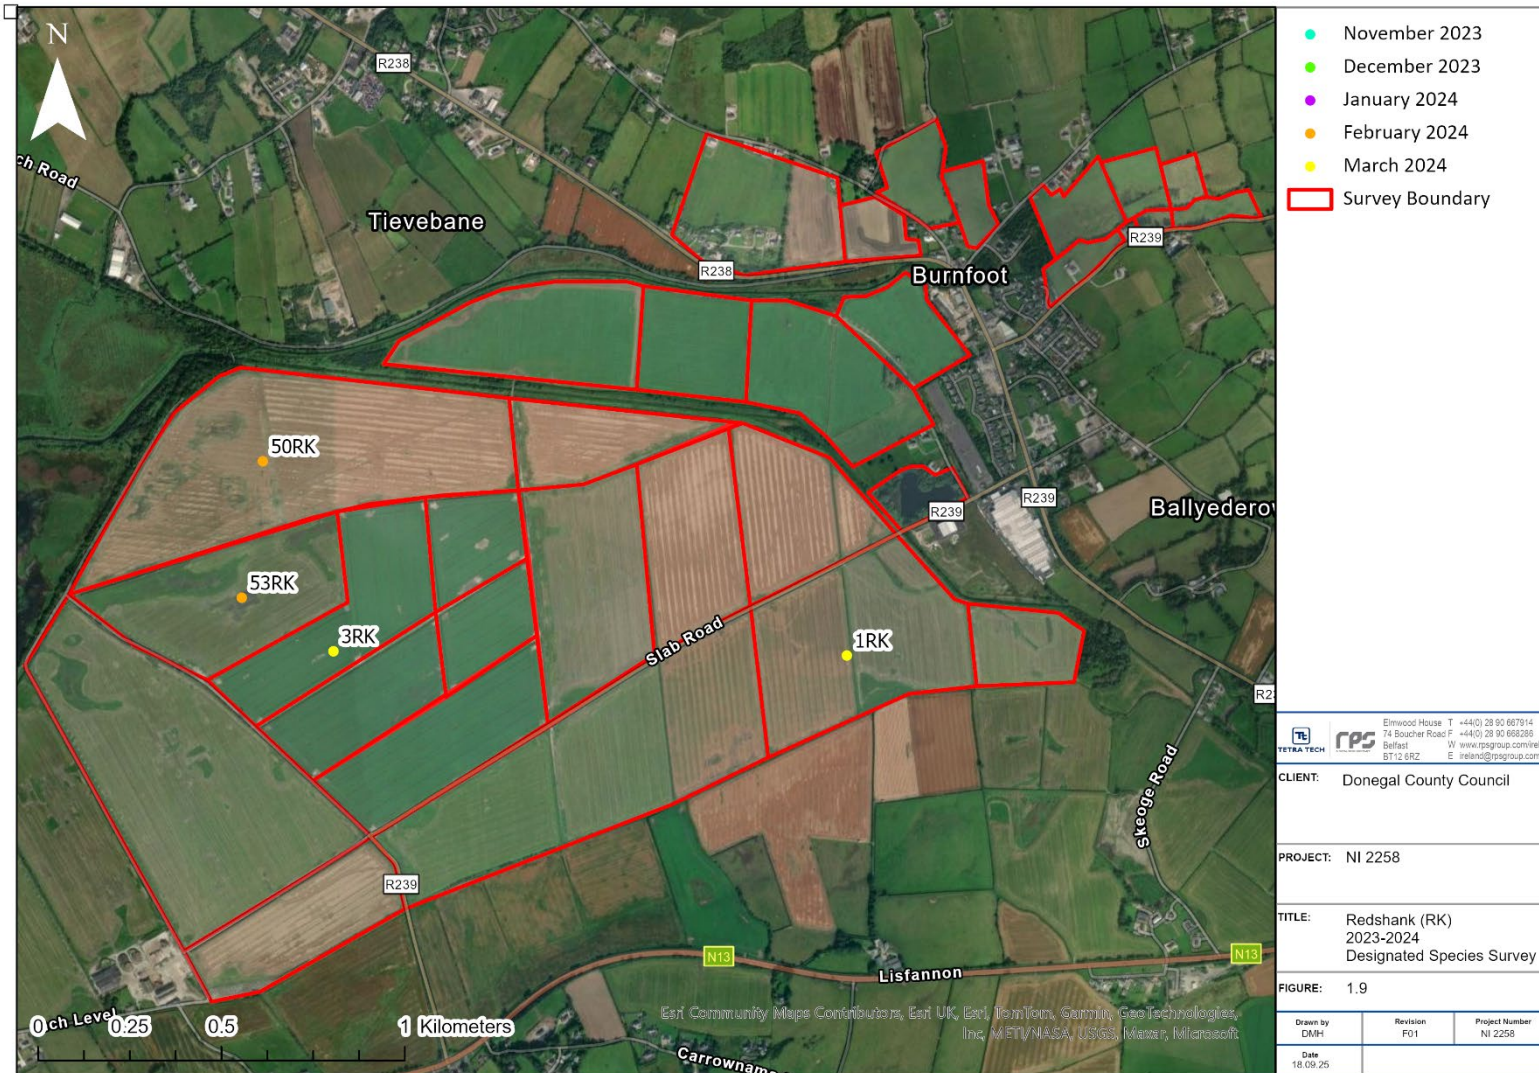 N
R238
ch Road
Tievebane
R238
Burnfoot
R239
50RK
R239
R239
Ballyederov
53RK
3RK
Slab Road
1RK
R23
Skeoge Road
R239
N13
Lisfannon
N13
ch Level
0 0.25 0.5 1 Kilometers
Esri Community Maps Contributors, Esri UK, Esri, TomTom, Garmin, GeoTechnologies,
Inc, METI/NASA, USGS, Maxar, Microsoft
Carrowname
November 2023
December 2023
January 2024
February 2024
March 2024
Survey Boundary
TETRA TECH
rps
Elmwood House T +44(0) 28 90 667914
74 Boucher Road F +44(0) 28 90 668286
Belfast W www.rpsgroup.com/irel
BT12 6RZ E ireland@rpsgroup.com
CLIENT: Donegal County Council
PROJECT: NI 2258
TITLE: Redshank (RK)
2023-2024
Designated Species Survey
FIGURE: 1.9
Drawn by Revision Project Number
DMH F01 NI 2258
Date
18.09.25